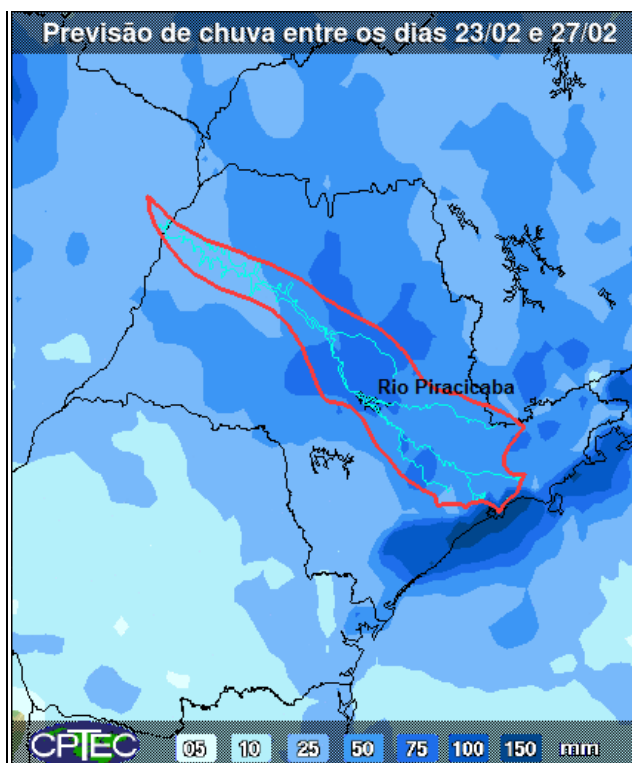 Previsão de chuva entre os dias 23/02 e 27/02
Rio Piracicaba
CPTEC 05 10 25 50 75 100 150 mm